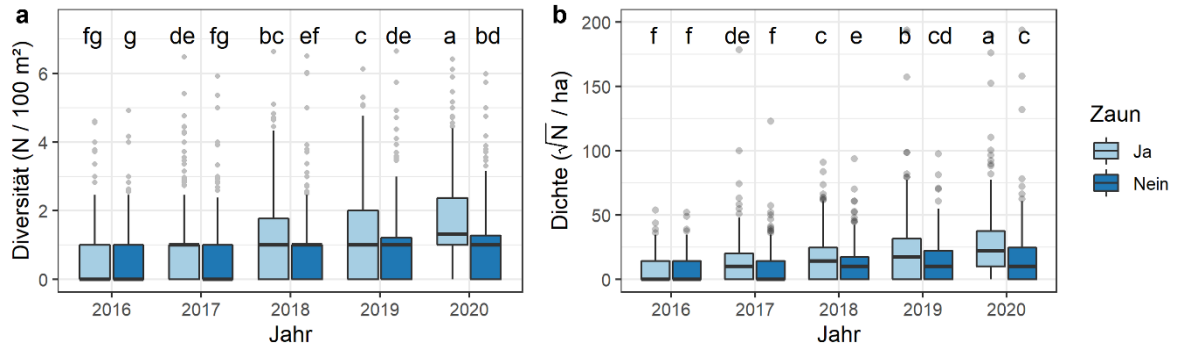 a
fg g de fg bc ef c de a bd
6
4
2
0
Diversität (N / 100 m²)
2016 2017 2018 2019 2020
Jahr
b
f f de f c e b cd a c
200
150
100
50
0
Dichte (√N / ha)
2016 2017 2018 2019 2020
Jahr
Zaun
Ja
Nein